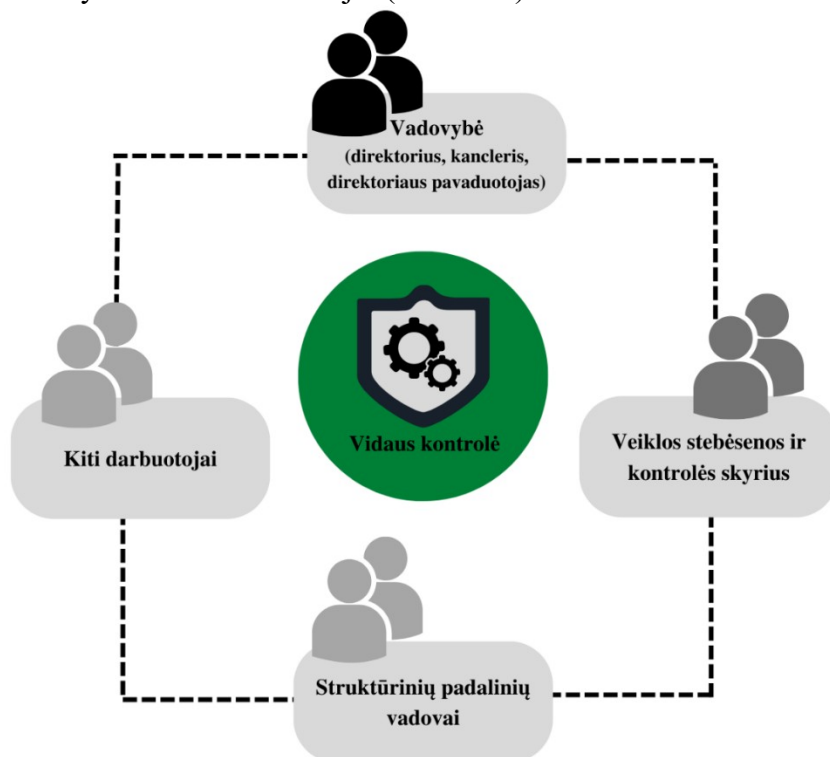 Vadovybė
(direktorius, kancleris,
direktoriaus pavaduotojas)
Vidaus kontrolė
Kiti darbuotojai
Veiklos stebėsenos ir
kontrolės skyrius
Struktūrinių padalinių
vadovai